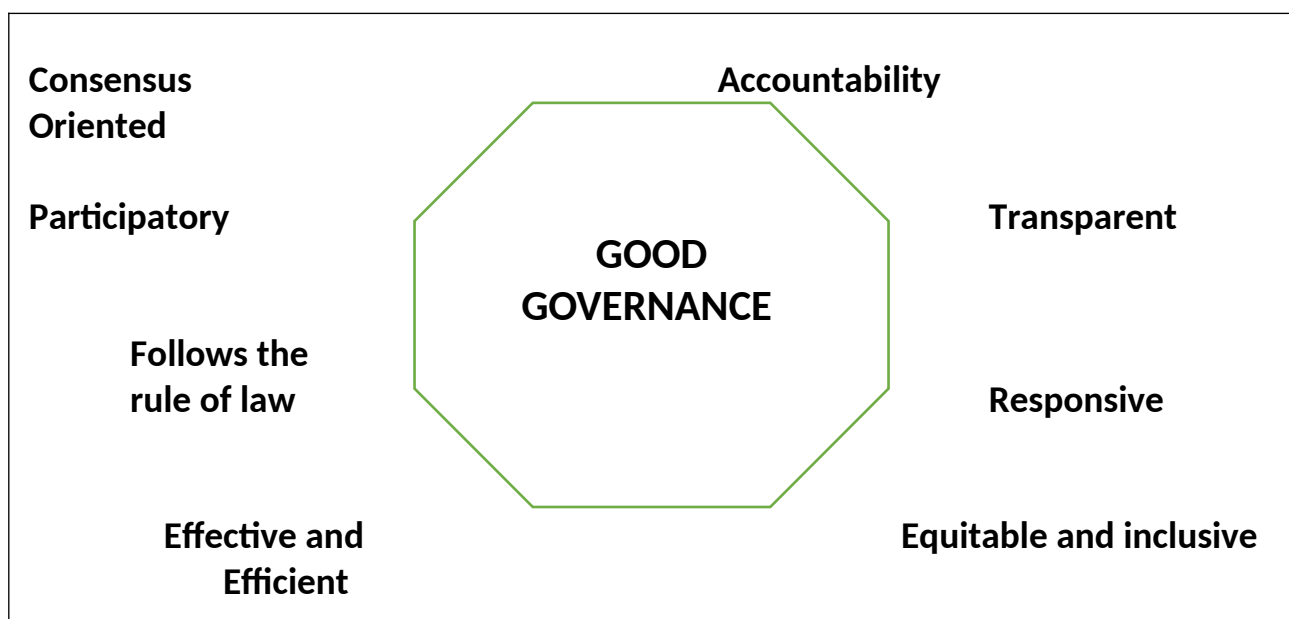 Consensus
Oriented
Accountability
Participatory
Transparent
GOOD
GOVERNANCE
Follows the
rule of law
Responsive
Effective and
Efficient
Equitable and inclusive